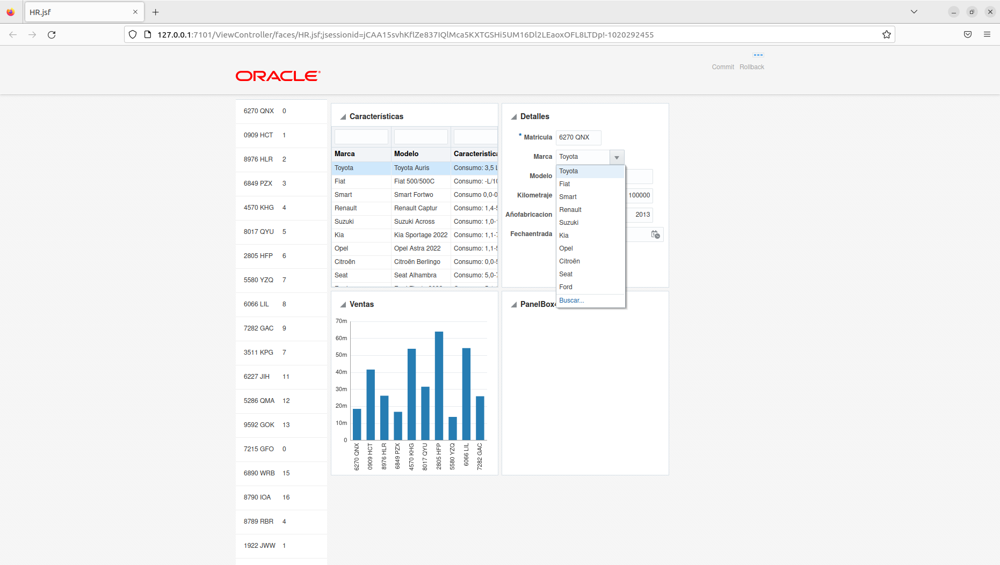 HR.jsf
127.0.0.1:7101/ViewController/faces/HR.jsf;jsessionid=jCAA15svhKflZe837IQlMca5KXTGSHi5UM16Dl2LEaoxOFL8LTDp!-1020292455
Commit Rollback
ORACLE
6270 QNX 0
0909 HCT 1
8976 HLR 2
6849 PZX 3
4570 KHG 4
8017 QYU 5
2805 HFP 6
5580 YZQ 7
6066 LIL 8
7282 GAC 9
3511 KPG 7
6227 JIH 11
5286 QMA 12
9592 GOK 13
7215 GFO 0
6890 WRB 15
8790 IOA 16
8789 RBR 4
1922 JWW 1
Características
Marca Modelo Caracteristica
Toyota Toyota Auris Consumo: 3,5 L
Fiat Fiat 500/500C Consumo: -L/10
Smart Smart Fortwo Consumo 0,0-0
Renault Renault Captur Consumo: 1,4-5
Suzuki Suzuki Across Consumo: 1,0-1
Kia Kia Sportage 2022 Consumo: 1,1-7
Opel Opel Astra 2022 Consumo: 1,1-5
Citroën Citroën Berlingo Consumo: 0,0-5
Seat Seat Alhambra Consumo: 5,0-7
Detalles
* Matricula 6270 QNX
Marca Toyota
Modelo
Kilometraje 100000
Añofabricacion 2013
Fechaentrada
Toyota
Fiat
Smart
Renault
Suzuki
Kia
Opel
Citroën
Seat
Ford
Buscar...
Ventas
70m
60m
50m
40m
30m
20m
10m
0
6270 QNX
0909 HCT
8976 HLR
6849 PZX
4570 KHG
8017 QYU
2805 HFP
5580 YZQ
6066 LIL
7282 GAC
PanelBox4